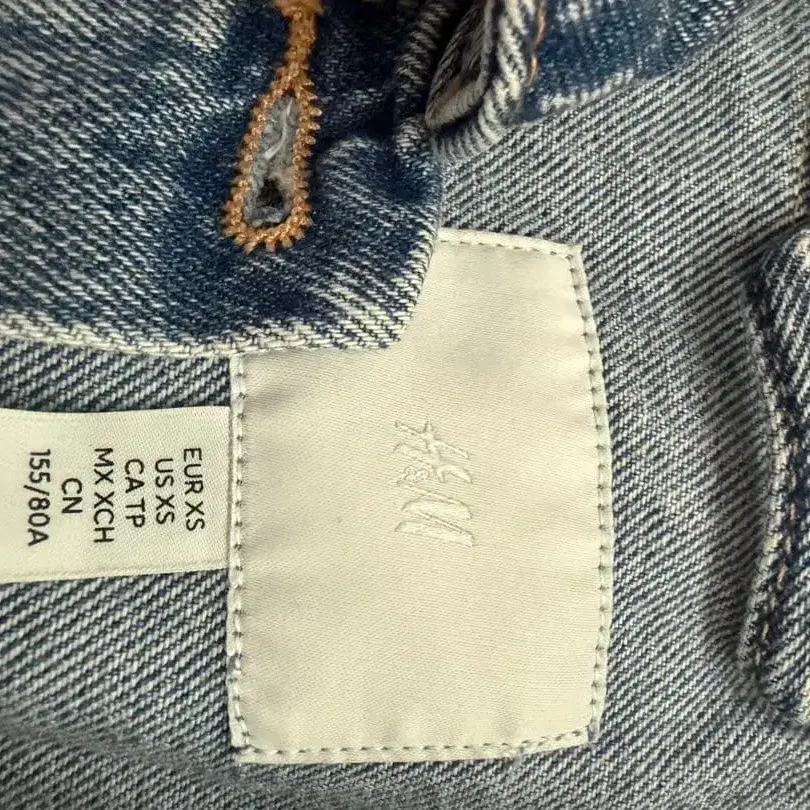 H&M
EUR XS
US XS
CA TP
MX XCH
CN
155/80A